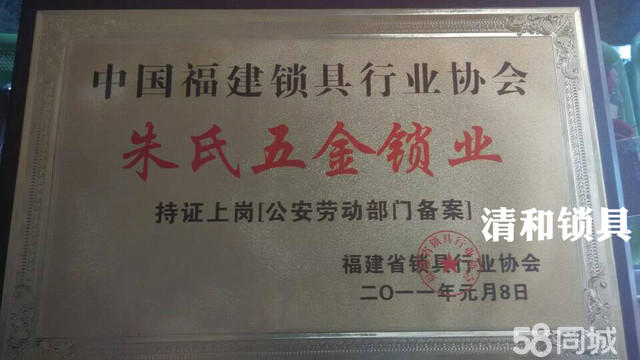 中国福建锁具行业协会
朱氏五金锁业
持证上岗[公安劳动部门备案]
清和锁具
福建省锁具行业协会
二〇一一年元月8日
58同城